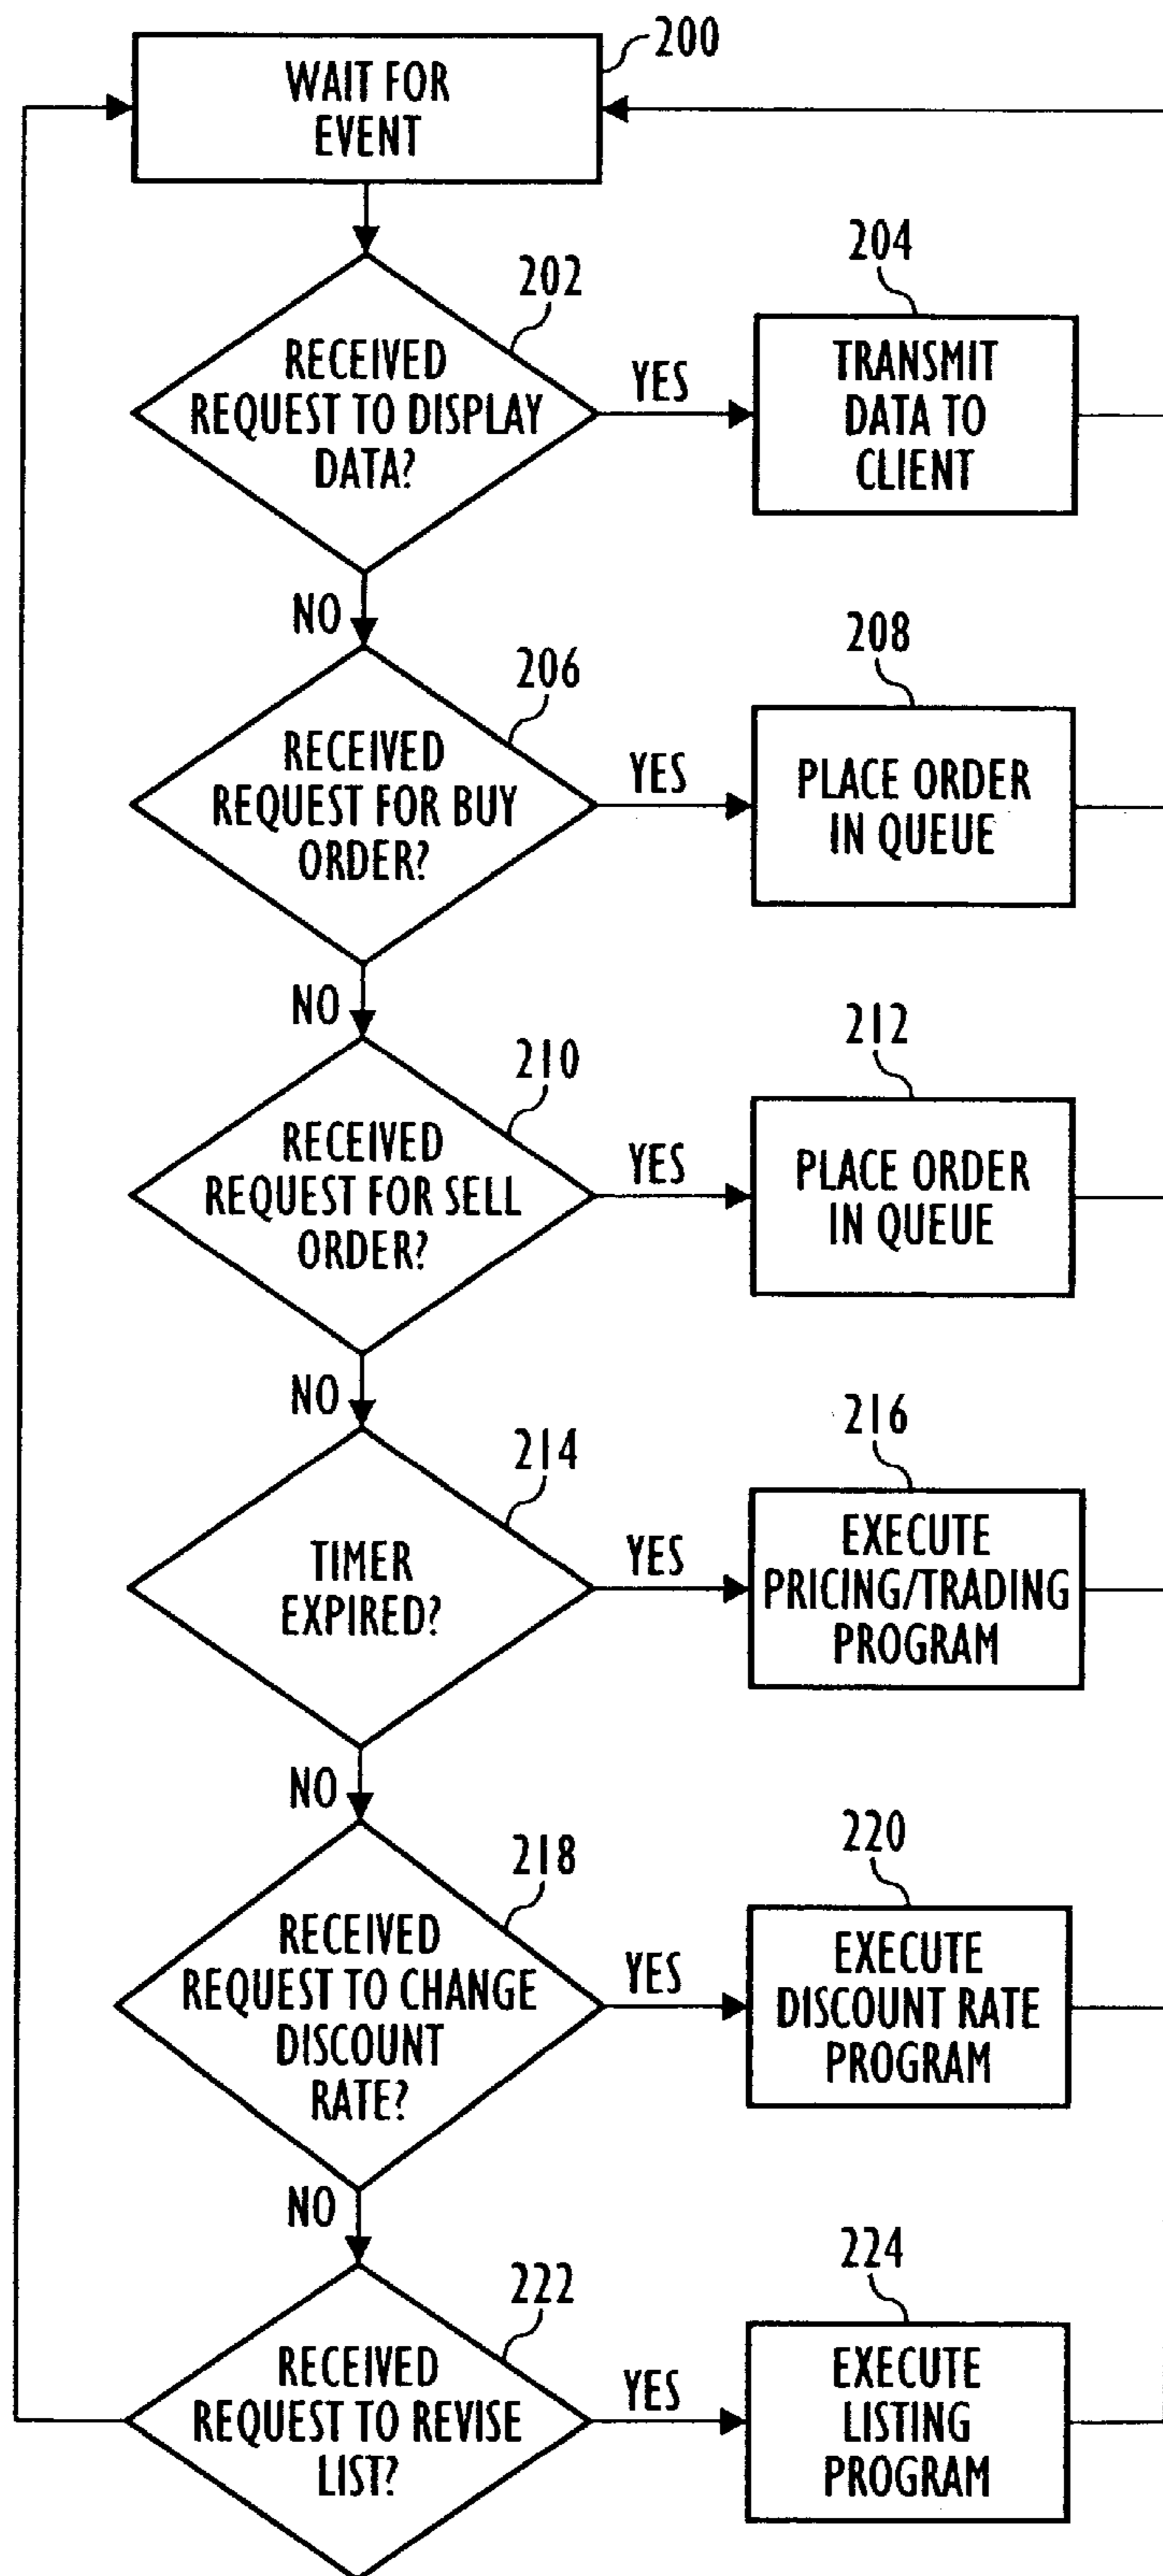 200
WAIT FOR
EVENT
202
RECEIVED
REQUEST TO DISPLAY
DATA?
YES
204
TRANSMIT
DATA TO
CLIENT
NO
206
RECEIVED
REQUEST FOR BUY
ORDER?
YES
208
PLACE ORDER
IN QUEUE
NO
210
RECEIVED
REQUEST FOR SELL
ORDER?
YES
212
PLACE ORDER
IN QUEUE
NO
214
TIMER
EXPIRED?
YES
216
EXECUTE
PRICING/TRADING
PROGRAM
NO
218
RECEIVED
REQUEST TO CHANGE
DISCOUNT
RATE?
YES
220
EXECUTE
DISCOUNT RATE
PROGRAM
NO
222
RECEIVED
REQUEST TO REVISE
LIST?
YES
224
EXECUTE
LISTING
PROGRAM